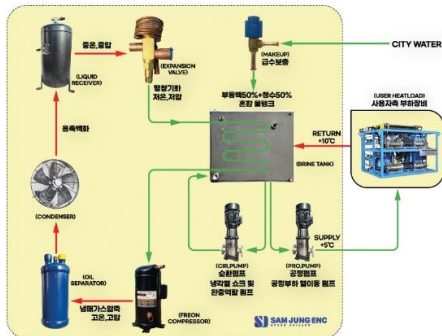 중온,중압
(LIQUID
RECEIVER)
(EXPANSION
VALVE)
팽창기화
저온,저압
(MAKEUP)
급수보충
CITY WATER
부동액50%+정수50%
혼합 물탱크
(USER HEATLOAD)
사용자측 부하장비
RETURN
+10℃
(BRINE TANK)
응축액화
(CONDENSER)
SUPPLY
+5℃
(OIL
SEPARATOR)
냉매가스압축
고온,고압
(FREON
COMPRESSOR)
(CIR.PUMP)
순환펌프
냉각열 쇼크 및
완충역할 펌프
(PRO.PUMP)
공정펌프
공정부하 열이동 펌프
SAM JUNG ENC